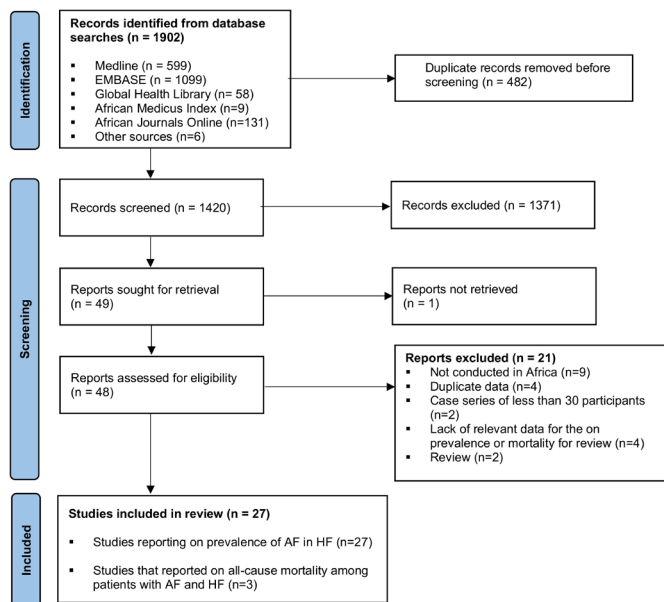 Identification
Records identified from database
searches (n = 1902)
▪ Medline (n = 599)
▪ EMBASE (n = 1099)
▪ Global Health Library (n= 58)
▪ African Medicus Index (n=9)
▪ African Journals Online (n=131)
▪ Other sources (n=6)
Duplicate records removed before
screening (n = 482)
Screening
Records screened (n = 1420)
Records excluded (n = 1371)
Reports sought for retrieval
(n = 49)
Reports not retrieved
(n = 1)
Reports assessed for eligibility
(n = 48)
Reports excluded (n = 21)
▪ Not conducted in Africa (n=9)
▪ Duplicate data (n=4)
▪ Case series of less than 30 participants
(n=2)
▪ Lack of relevant data for the on
prevalence or mortality for review (n=4)
▪ Review (n=2)
Included
Studies included in review (n = 27)
▪ Studies reporting on prevalence of AF in HF (n=27)
▪ Studies that reported on all-cause mortality among
patients with AF and HF (n=3)